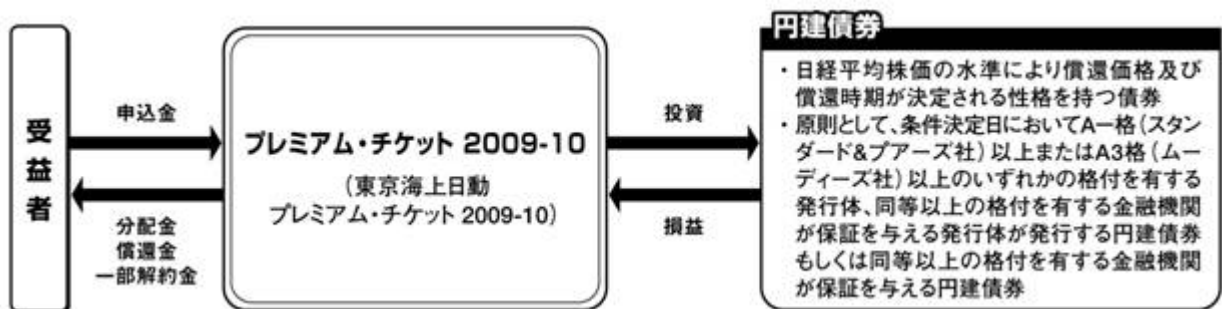 受益者
申込金
分配金
償還金
一部解約金
プレミアム・チケット 2009-10
(東京海上日動
プレミアム・チケット 2009-10)
投資
損益
円建債券
・日経平均株価の水準により償還価格及び
償還時期が決定される性格を持つ債券
・原則として、条件決定日においてA−格(スタン
ダード&プアーズ社)以上またはA3格(ムー
ディーズ社)以上のいずれかの格付を有する
発行体、同等以上の格付を有する金融機関
が保証を与える発行体が発行する円建債券
もしくは同等以上の格付を有する金融機関
が保証を与える円建債券